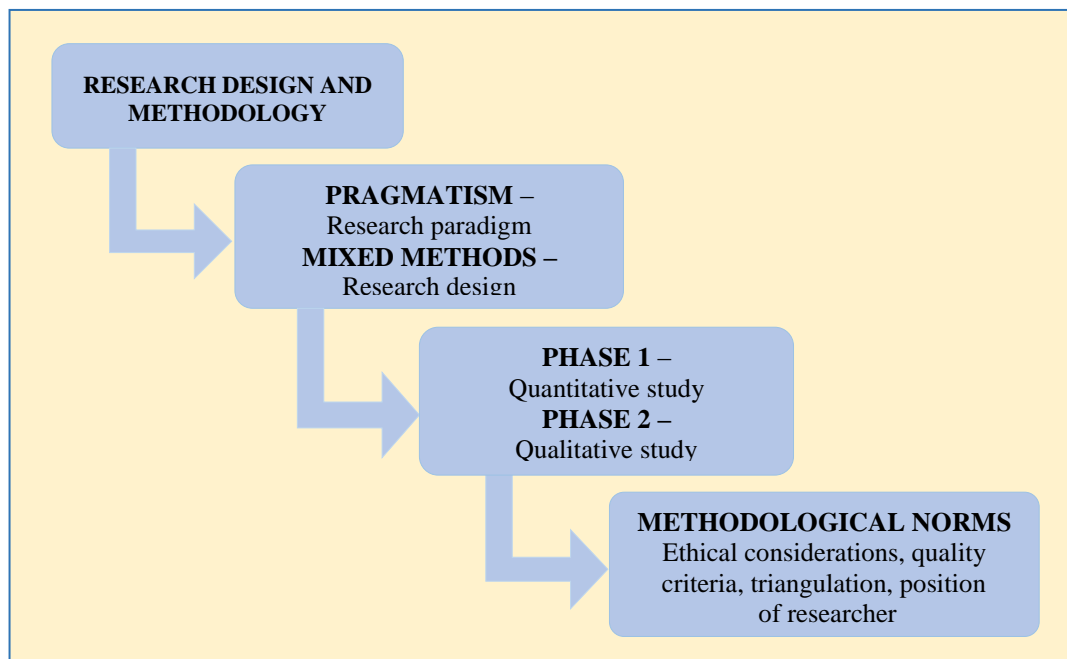 RESEARCH DESIGN AND
METHODOLOGY
PRAGMATISM –
Research paradigm
MIXED METHODS –
Research design
PHASE 1 –
Quantitative study
PHASE 2 –
Qualitative study
METHODOLOGICAL NORMS
Ethical considerations, quality
criteria, triangulation, position
of researcher